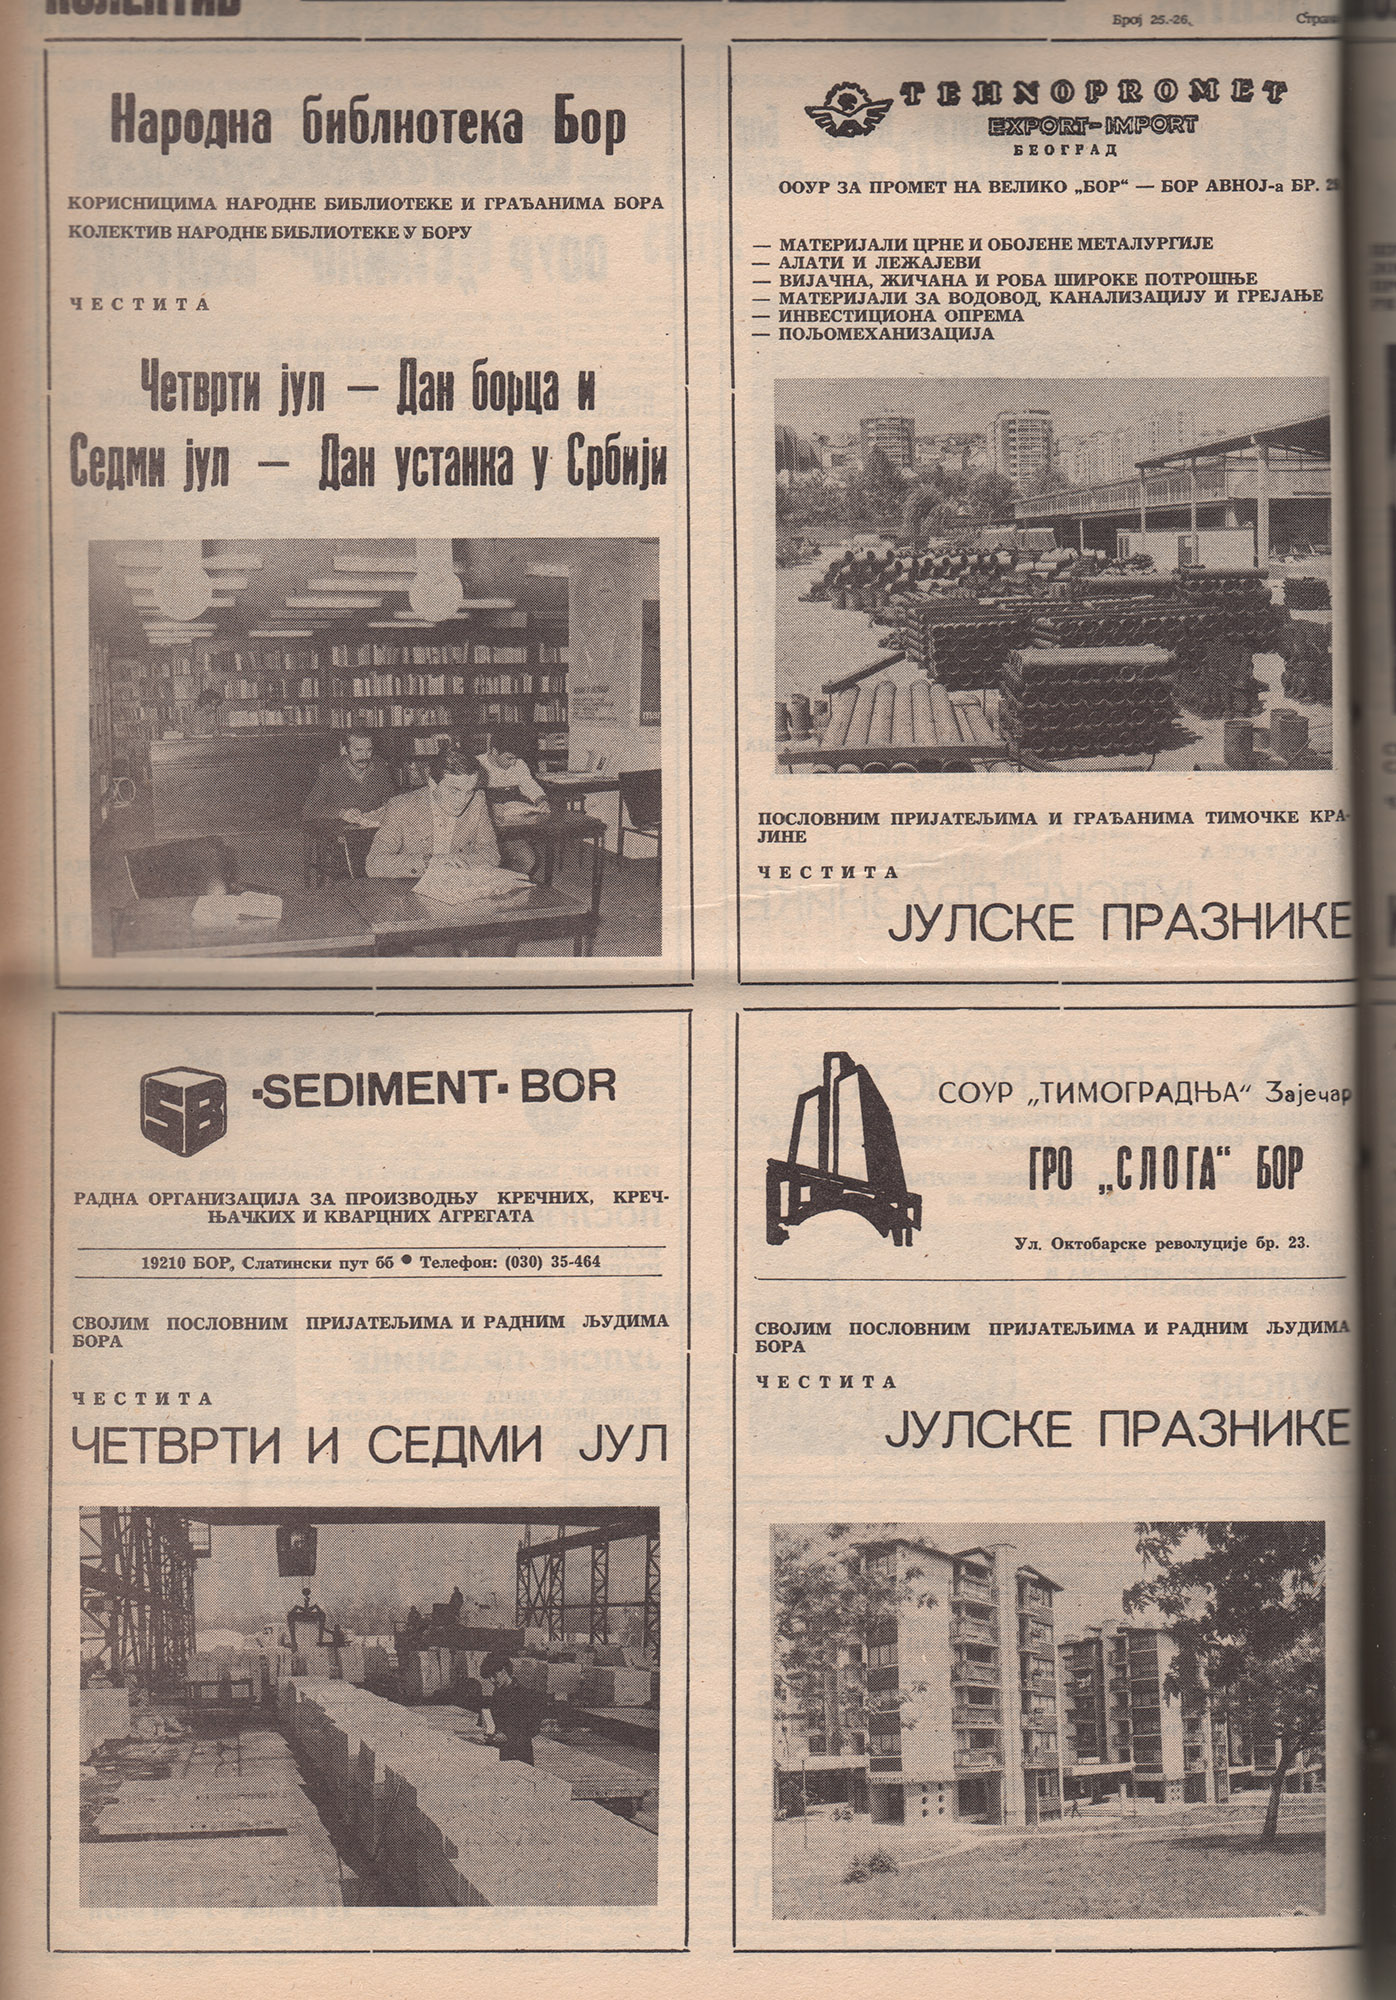 КОЛЕКТИВ
Број 25.-26.
Народна библиотека Бор
КОРИСНИЦИМА НАРОДНЕ БИБЛИОТЕКЕ И ГРАЂАНИМА БОРА
КОЛЕКТИВ НАРОДНЕ БИБЛИОТЕКЕ У БОРУ
ЧЕСТИТА
Четврти јул — Дан борца и
Седми јул — Дан устанка у Србији
TEHNOPROMET
EXPORT-IMPORT
БЕОГРАД
ООУР ЗА ПРОМЕТ НА ВЕЛИКО „БОР“ — БОР АВНОЈ-а БР.
— МАТЕРИЈАЛИ ЦРНЕ И ОБОЈЕНЕ МЕТАЛУРГИЈЕ
— АЛАТИ И ЛЕЖАЈЕВИ
— ВИЈАЧНА, ЖИЧАНА И РОБА ШИРОКЕ ПОТРОШЊЕ
— МАТЕРИЈАЛИ ЗА ВОДОВОД, КАНАЛИЗАЦИЈУ И ГРЕЈАЊЕ
— ИНВЕСТИЦИОНА ОПРЕМА
— ПОЉОМЕХАНИЗАЦИЈА
ПОСЛОВНИМ ПРИЈАТЕЉИМА И ГРАЂАНИМА ТИМОЧКЕ КРА-
ЈИНЕ
ЧЕСТИТА
ЈУЛСКЕ ПРАЗНИКЕ
SB
·SEDIMENT· BOR
РАДНА ОРГАНИЗАЦИЈА ЗА ПРОИЗВОДЊУ КРЕЧНИХ, КРЕЧ-
ЊАЧКИХ И КВАРЦНИХ АГРЕГАТА
19210 БОР, Слатински пут бб ● Телефон: (030) 35-464
СВОЈИМ ПОСЛОВНИМ ПРИЈАТЕЉИМА И РАДНИМ ЉУДИМА
БОРА
ЧЕСТИТА
ЧЕТВРТИ И СЕДМИ ЈУЛ
СОУР „ТИМОГРАДЊА“ Зајечар
ГРО „СЛОГА“ БОР
Ул. Октобарске револуције бр. 23.
СВОЈИМ ПОСЛОВНИМ ПРИЈАТЕЉИМА И РАДНИМ ЉУДИМА
БОРА
ЧЕСТИТА
ЈУЛСКЕ ПРАЗНИКЕ